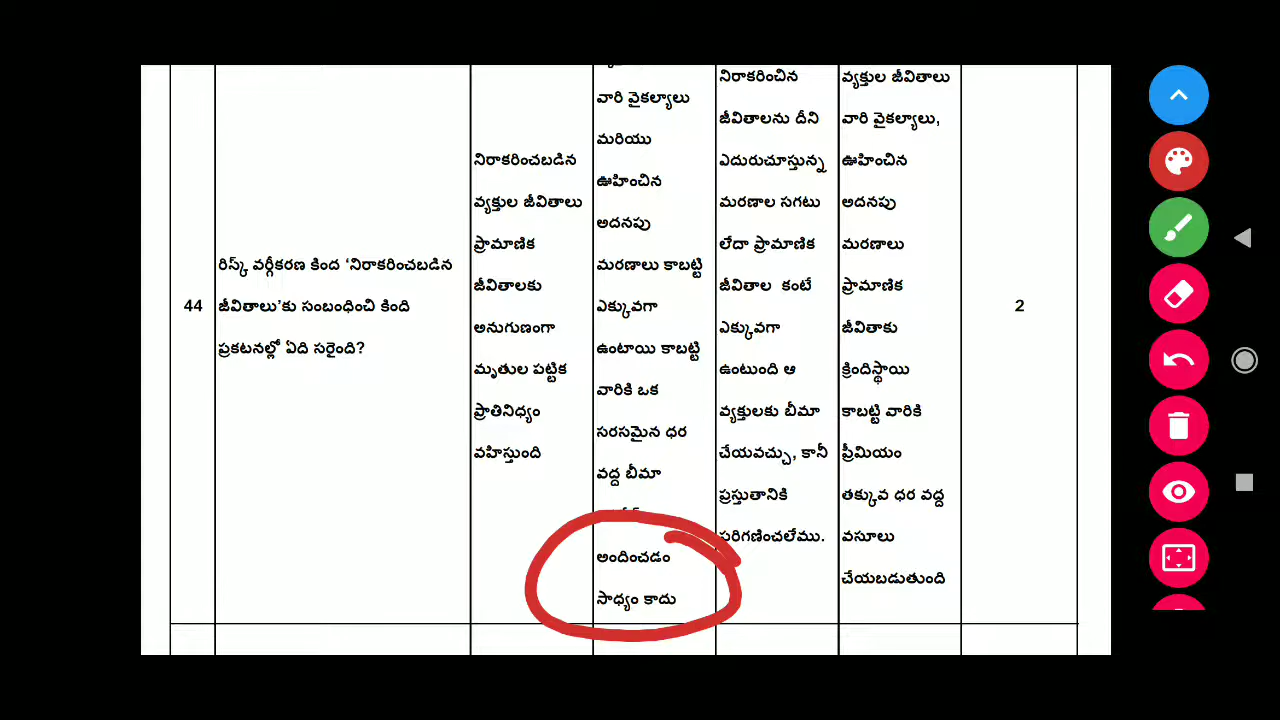 44
రిస్క్ వర్గీకరణ కింద ‘నిరాకరించబడిన
జీవితాలు’కు సంబంధించి కింది
ప్రకటనల్లో ఏది సరైంది?
నిరాకరించబడిన
వ్యక్తుల జీవితాలు
ప్రామాణిక
జీవితాలకు
అనుగుణంగా
మృతుల పట్టిక
ప్రాతినిధ్యం
వహిస్తుంది
వారి వైకల్యాలు
మరియు
ఊహించిన
అదనపు
మరణాలు కాబట్టి
ఎక్కువగా
ఉంటాయి కాబట్టి
వారికి ఒక
సరసమైన ధర
వద్ద బీమా
అందించడం
సాధ్యం కాదు
నిరాకరించిన
జీవితాలను దీని
ఎదురుచూస్తున్న
మరణాల సగటు
లేదా ప్రామాణిక
జీవితాల కంటే
ఎక్కువగా
ఉంటుంది ఆ
వ్యక్తులకు బీమా
చేయవచ్చు, కానీ
ప్రస్తుతానికి
పరిగణించలేము.
వ్యక్తుల జీవితాలు
వారి వైకల్యాలు,
ఊహించిన
అదనపు
మరణాలు
ప్రామాణిక
జీవితాకు
క్రిందిస్థాయి
కాబట్టి వారికి
ప్రీమియం
తక్కువ ధర వద్ద
వసూలు
చేయబడుతుంది
2